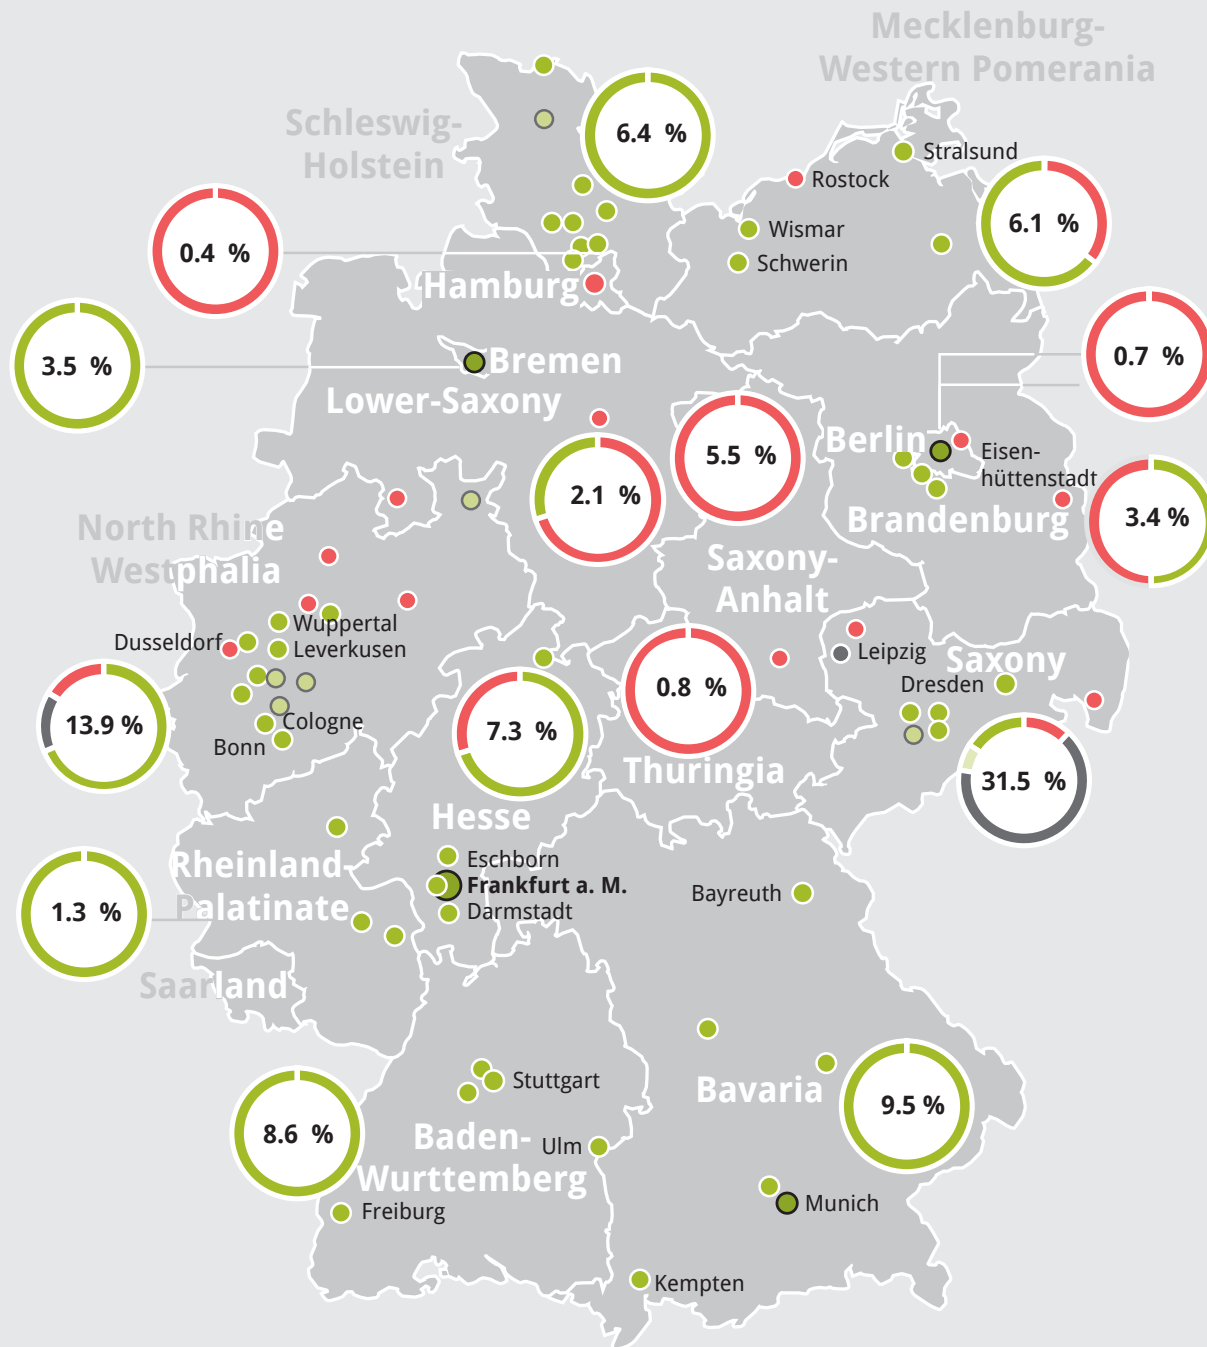 Mecklenburg-
Western Pomerania
Schleswig-
Holstein
6.4 %
Stralsund
Rostock
6.1 %
Wismar
Schwerin
0.4 %
Hamburg
0.7 %
3.5 %
Bremen
Lower-Saxony
5.5 %
Berlin
Eisen-
hüttenstadt
2.1 %
3.4 %
Brandenburg
North Rhine
Westphalia
Saxony-
Anhalt
Wuppertal
Dusseldorf
Leverkusen
Leipzig
Saxony
Dresden
0.8 %
13.9 %
Cologne
Bonn
7.3 %
Thuringia
31.5 %
Hesse
Rheinland-
Palatinate
Eschborn
Frankfurt a. M.
Darmstadt
Bayreuth
1.3 %
Saarland
Stuttgart
Bavaria
9.5 %
8.6 %
Baden-
Wurttemberg
Ulm
Freiburg
Munich
Kempten